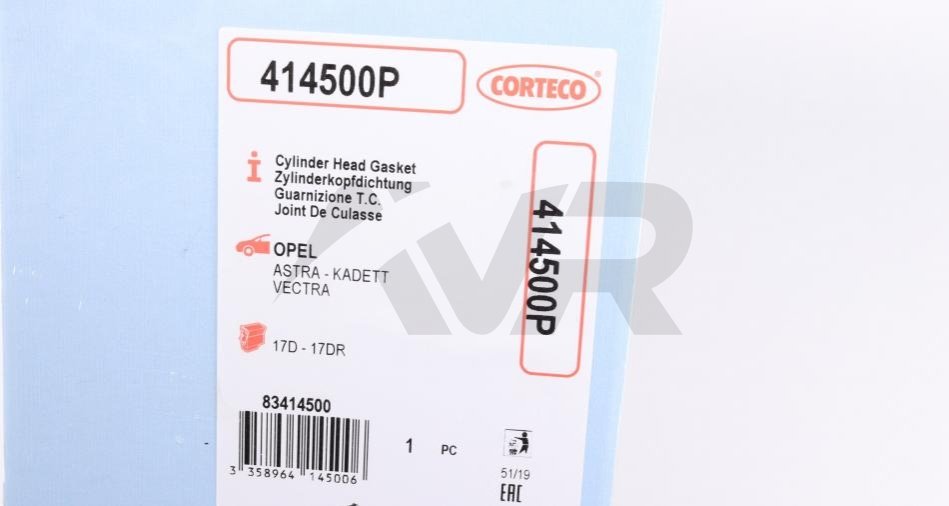 414500P
CORTECO®
Cylinder Head Gasket
Zylinderkopfdichtung
Guarnizione T.C.
Joint De Culasse
414500P
OPEL
ASTRA - KADETT
VECTRA
17D - 17DR
83414500
1 PC
3 358964 145006
51/19
EAC
VR